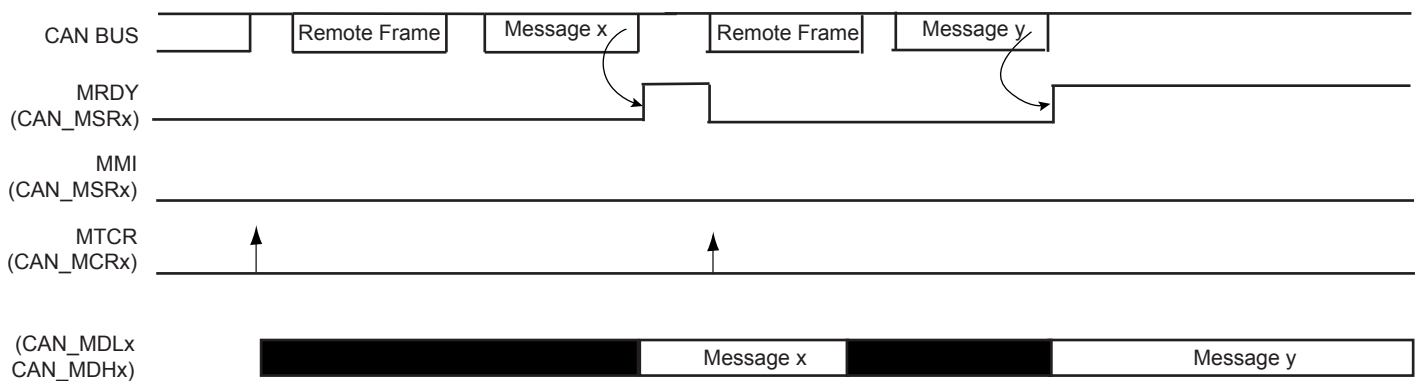 CAN BUS
Remote Frame
Message x
Remote Frame
Message y
MRDY
(CAN_MSRx)
MMI
(CAN_MSRx)
MTCR
(CAN_MCRx)
(CAN_MDLx
CAN_MDHx)
Message x
Message y